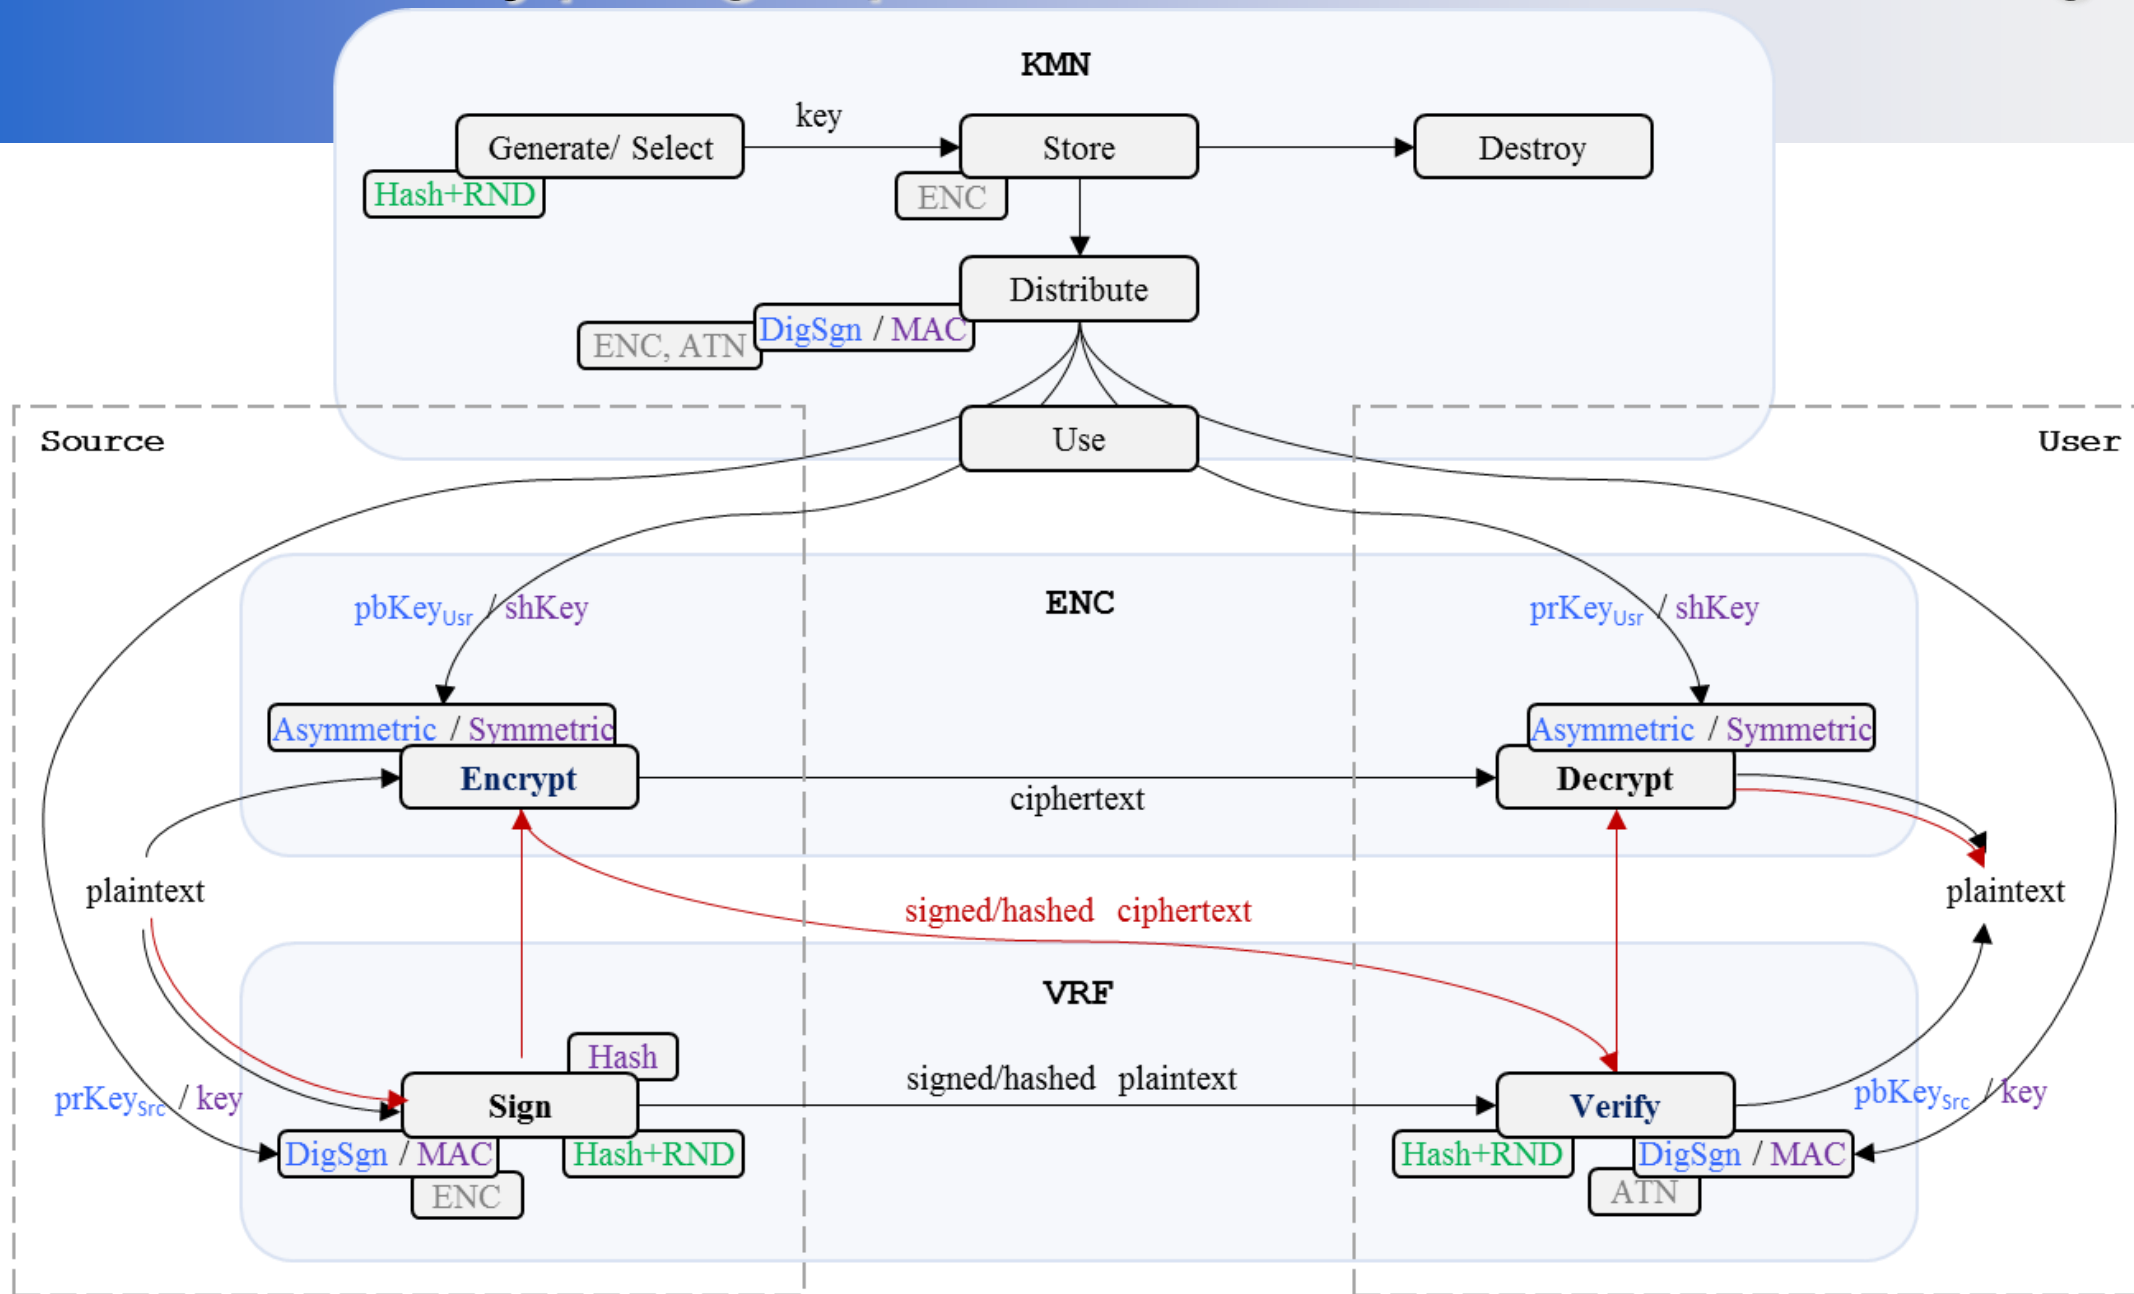 KMN
key
Generate/ Select
Store
Destroy
Hash+RND
ENC
Distribute
DigSgn / MAC
ENC, ATN
Source
Use
User
ENC
pbKeyUsr / shKey
prKeyUsr / shKey
Asymmetric / Symmetric
Asymmetric / Symmetric
Encrypt
ciphertext
Decrypt
plaintext
plaintext
signed/hashed ciphertext
VRF
Hash
signed/hashed plaintext
prKeySrc / key
Sign
Verify
pbKeySrc / key
DigSgn / MAC
Hash+RND
Hash+RND
DigSgn / MAC
ENC
ATN